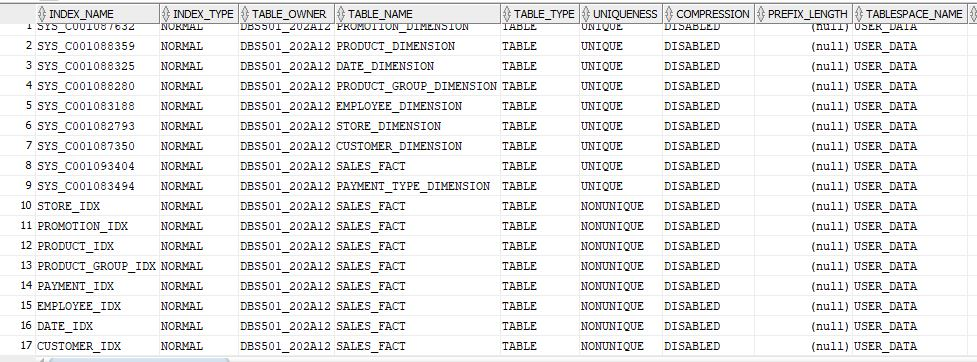 INDEX_NAME INDEX_TYPE TABLE_OWNER TABLE_NAME TABLE_TYPE UNIQUENESS COMPRESSION PREFIX_LENGTH TABLESPACE_NAME
1 SYS_C001087632 NORMAL DBS501_202A12 PROMOTION_DIMENSION TABLE UNIQUE DISABLED (null) USER_DATA
2 SYS_C001088359 NORMAL DBS501_202A12 PRODUCT_DIMENSION TABLE UNIQUE DISABLED (null) USER_DATA
3 SYS_C001088325 NORMAL DBS501_202A12 DATE_DIMENSION TABLE UNIQUE DISABLED (null) USER_DATA
4 SYS_C001088280 NORMAL DBS501_202A12 PRODUCT_GROUP_DIMENSION TABLE UNIQUE DISABLED (null) USER_DATA
5 SYS_C001083188 NORMAL DBS501_202A12 EMPLOYEE_DIMENSION TABLE UNIQUE DISABLED (null) USER_DATA
6 SYS_C001082793 NORMAL DBS501_202A12 STORE_DIMENSION TABLE UNIQUE DISABLED (null) USER_DATA
7 SYS_C001087350 NORMAL DBS501_202A12 CUSTOMER_DIMENSION TABLE UNIQUE DISABLED (null) USER_DATA
8 SYS_C001093404 NORMAL DBS501_202A12 SALES_FACT TABLE UNIQUE DISABLED (null) USER_DATA
9 SYS_C001083494 NORMAL DBS501_202A12 PAYMENT_TYPE_DIMENSION TABLE UNIQUE DISABLED (null) USER_DATA
10 STORE_IDX NORMAL DBS501_202A12 SALES_FACT TABLE NONUNIQUE DISABLED (null) USER_DATA
11 PROMOTION_IDX NORMAL DBS501_202A12 SALES_FACT TABLE NONUNIQUE DISABLED (null) USER_DATA
12 PRODUCT_IDX NORMAL DBS501_202A12 SALES_FACT TABLE NONUNIQUE DISABLED (null) USER_DATA
13 PRODUCT_GROUP_IDX NORMAL DBS501_202A12 SALES_FACT TABLE NONUNIQUE DISABLED (null) USER_DATA
14 PAYMENT_IDX NORMAL DBS501_202A12 SALES_FACT TABLE NONUNIQUE DISABLED (null) USER_DATA
15 EMPLOYEE_IDX NORMAL DBS501_202A12 SALES_FACT TABLE NONUNIQUE DISABLED (null) USER_DATA
16 DATE_IDX NORMAL DBS501_202A12 SALES_FACT TABLE NONUNIQUE DISABLED (null) USER_DATA
17 CUSTOMER_IDX NORMAL DBS501_202A12 SALES_FACT TABLE NONUNIQUE DISABLED (null) USER_DATA